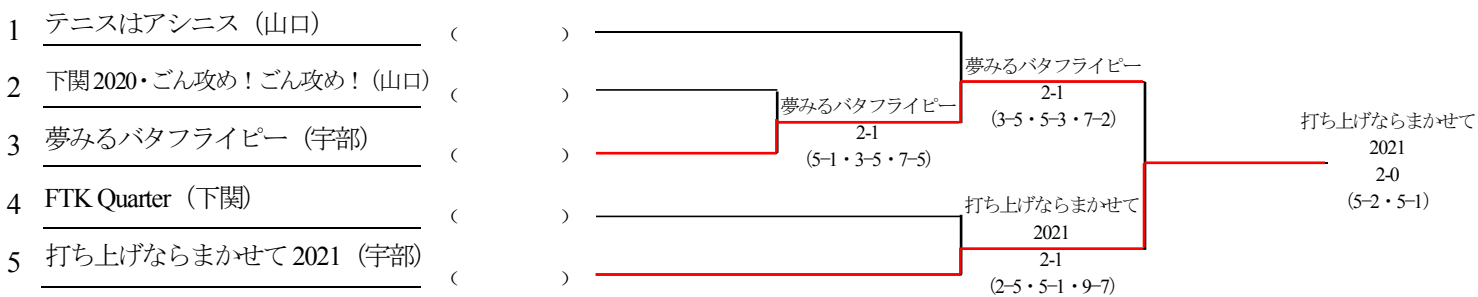 1 テニスはアシニス（山口） （ ）
2 下関2020・ごん攻め！ごん攻め！（山口） （ ）
3 夢みるバタフライピー（宇部） （ ）
4 FTK Quarter（下関） （ ）
5 打ち上げならまかせて2021（宇部） （ ）
夢みるバタフライピー
2-1
（5-1・3-5・7-5）
夢みるバタフライピー
2-1
（3-5・5-3・7-2）
打ち上げならまかせて
2021
2-1
（2-5・5-1・9-7）
打ち上げならまかせて
2021
2-0
（5-2・5-1）